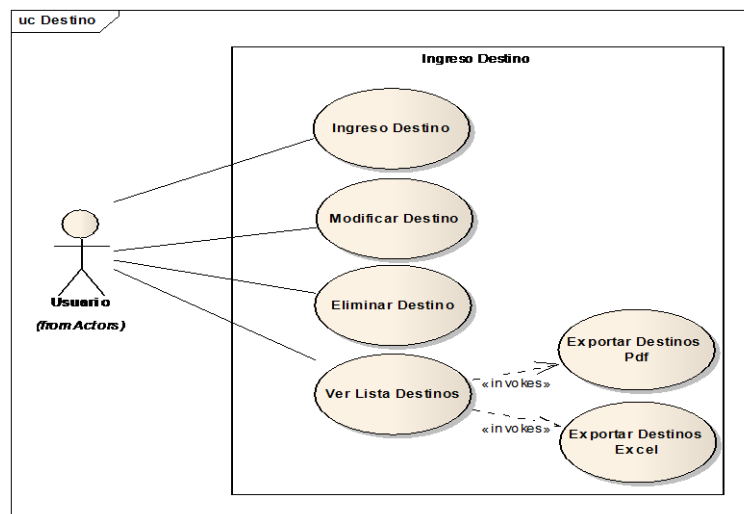 uc Destino
Ingreso Destino
Ingreso Destino
Modificar Destino
Usuario
(from Actors)
Eliminar Destino
Ver Lista Destinos
«invokes»
Exportar Destinos
Pdf
«invokes»
Exportar Destinos
Excel